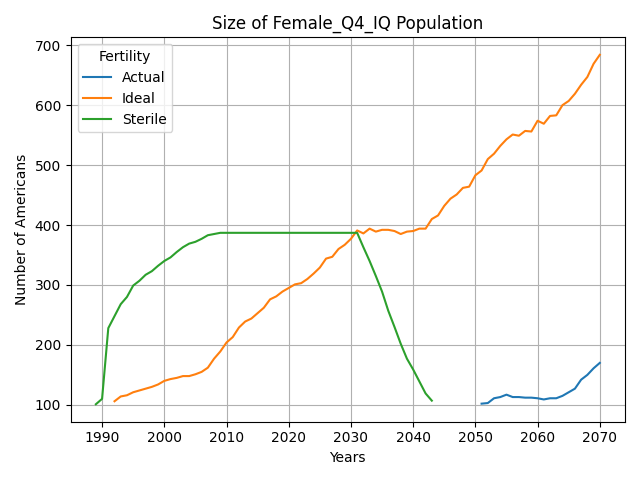 Size of Female_Q4_IQ Population
Number of Americans
700
600
500
400
300
200
100
Fertility
Actual
Ideal
Sterile
1990 2000 2010 2020 2030 2040 2050 2060 2070
Years